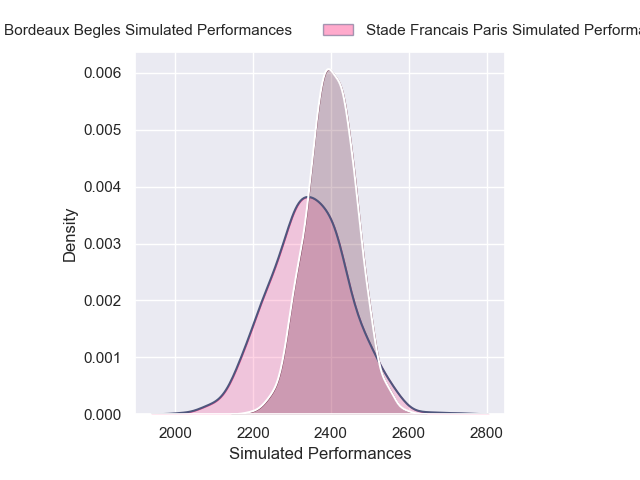 Bordeaux Begles Simulated Performances Stade Francais Paris Simulated Performa
0.006
0.005
0.004
0.003
0.002
0.001
0.000
Density
2000 2200 2400 2600 2800
Simulated Performances